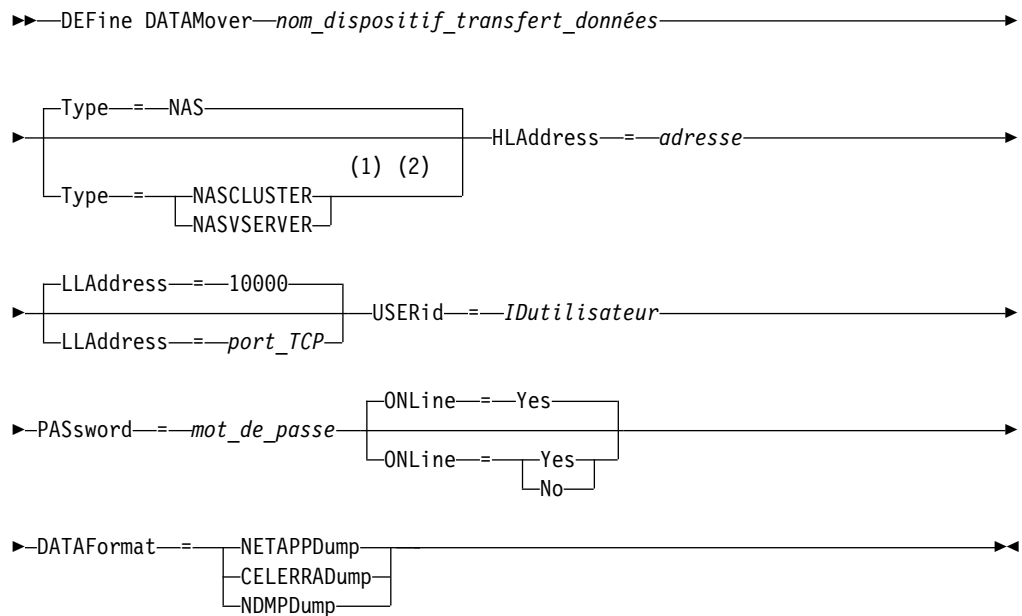 DEFine DATAMover nom_dispositif_transfert_données
Type = NAS
HLAddress = adresse
(1) (2)
Type = NASCLUSTER
NASVSERVER
LLAddress = 10000
USERid = IDutilisateur
LLAddress = port_TCP
ONLine = Yes
PASsword = mot_de_passe
ONLine = Yes
No
DATAFormat = NETAPPDump
CELERRADump
NDMPDump